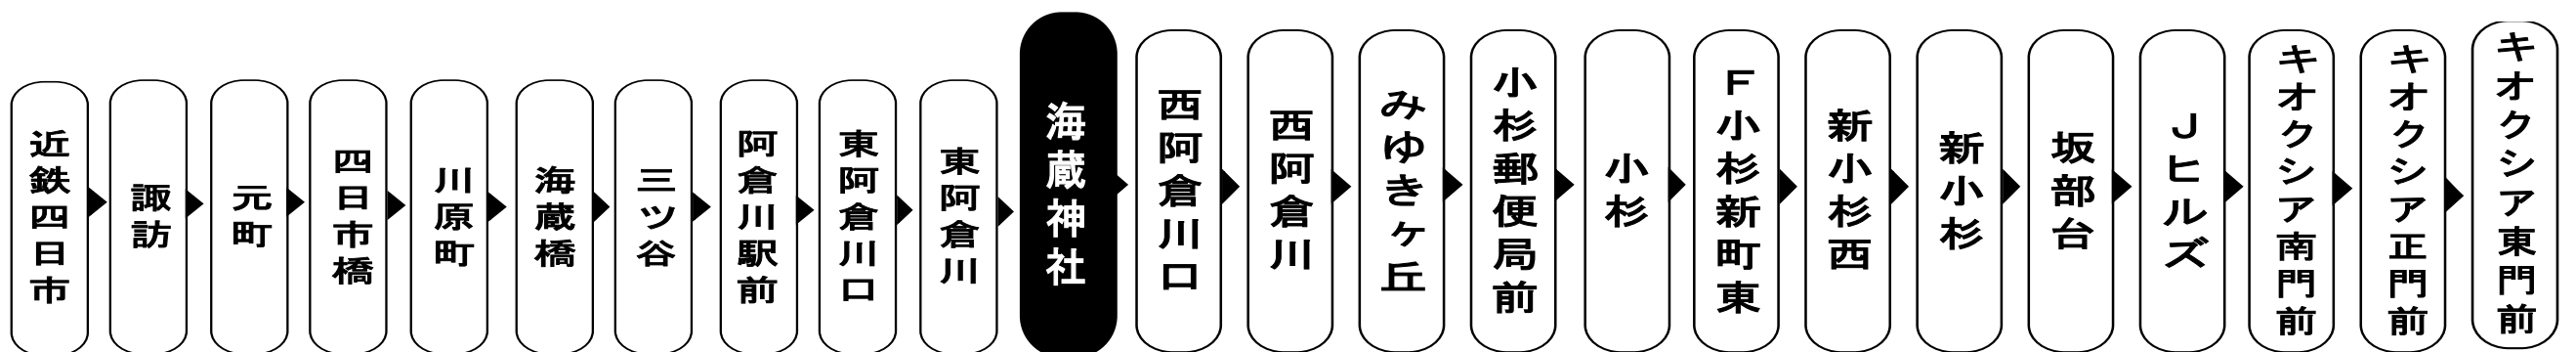 近鉄四日市
諏訪
元町
四日市橋
川原町
海蔵橋
三ツ谷
阿倉川駅前
東阿倉川口
東阿倉川
海蔵神社
西阿倉川口
西阿倉川
みゆきヶ丘
小杉郵便局前
小杉
F小杉新町東
新小杉西
新小杉
坂部台
Jヒルズ
キオクシア南門前
キオクシア正門前
キオクシア東門前